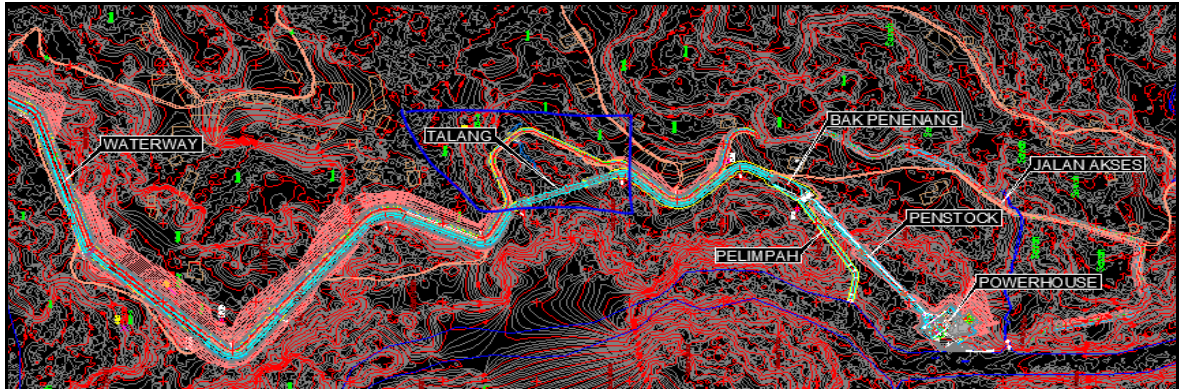 WATERWAY
TALANG
BAK PENENANG
JALAN AKSES
PENSTOCK
PELIMPAH
POWERHOUSE